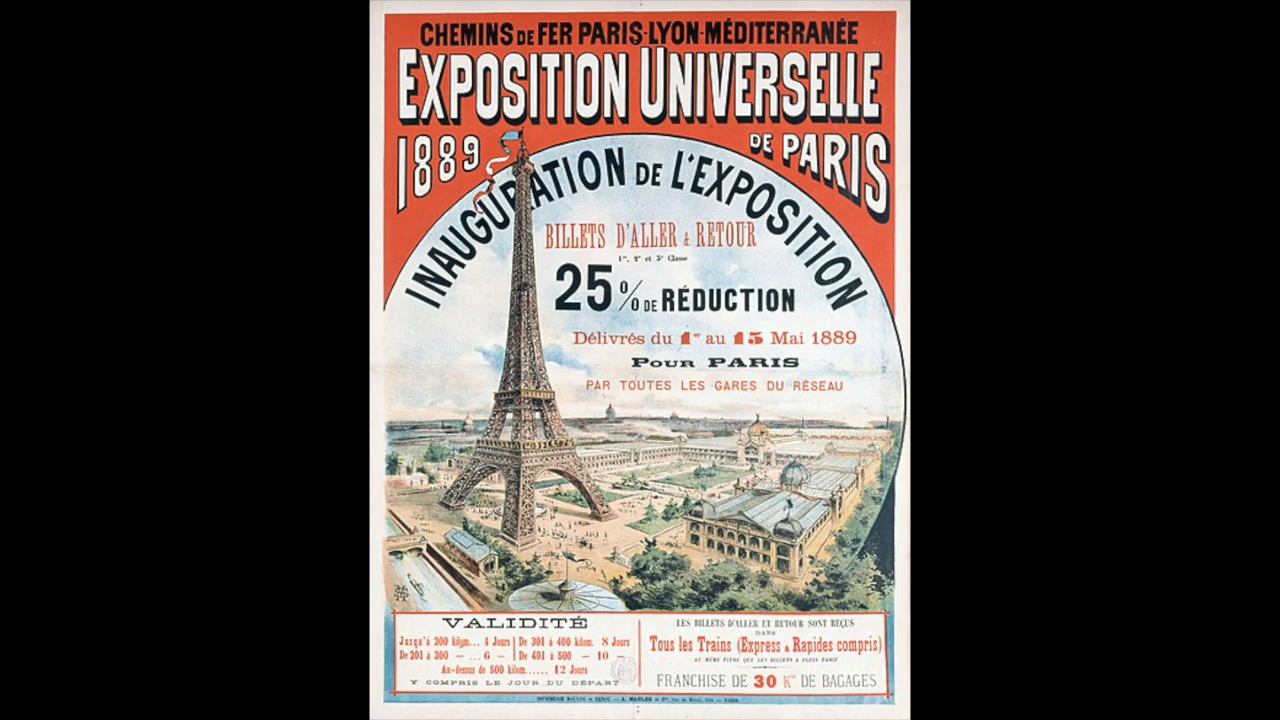 CHEMINS DE FER PARIS-LYON-MÉDITERRANÉE
EXPOSITION UNIVERSELLE
1889 DE PARIS
INAUGURATION DE L'EXPOSITION
BILLETS D'ALLER & RETOUR
1re, 2e et 3e Classe
25% DE RÉDUCTION
Délivrés du 1er au 15 Mai 1889
POUR PARIS
PAR TOUTES LES GARES DU RÉSEAU
VALIDITÉ
Jusqu'à 200 kilom... 4 Jours
De 201 à 300 — ... 6 —
De 301 à 400 kilom. 8 Jours
De 401 à 500 — 10 —
Au-dessus de 500 kilom...... 12 Jours
Y COMPRIS LE JOUR DU DÉPART
LES BILLETS D'ALLER ET RETOUR SONT REÇUS
DANS
Tous les Trains (Express & Rapides compris)
AU MÊME TITRE QUE LES BILLETS A PLEIN TARIF
FRANCHISE DE 30 Kos DE BAGAGES
IMPRIMERIE — A. — PARIS